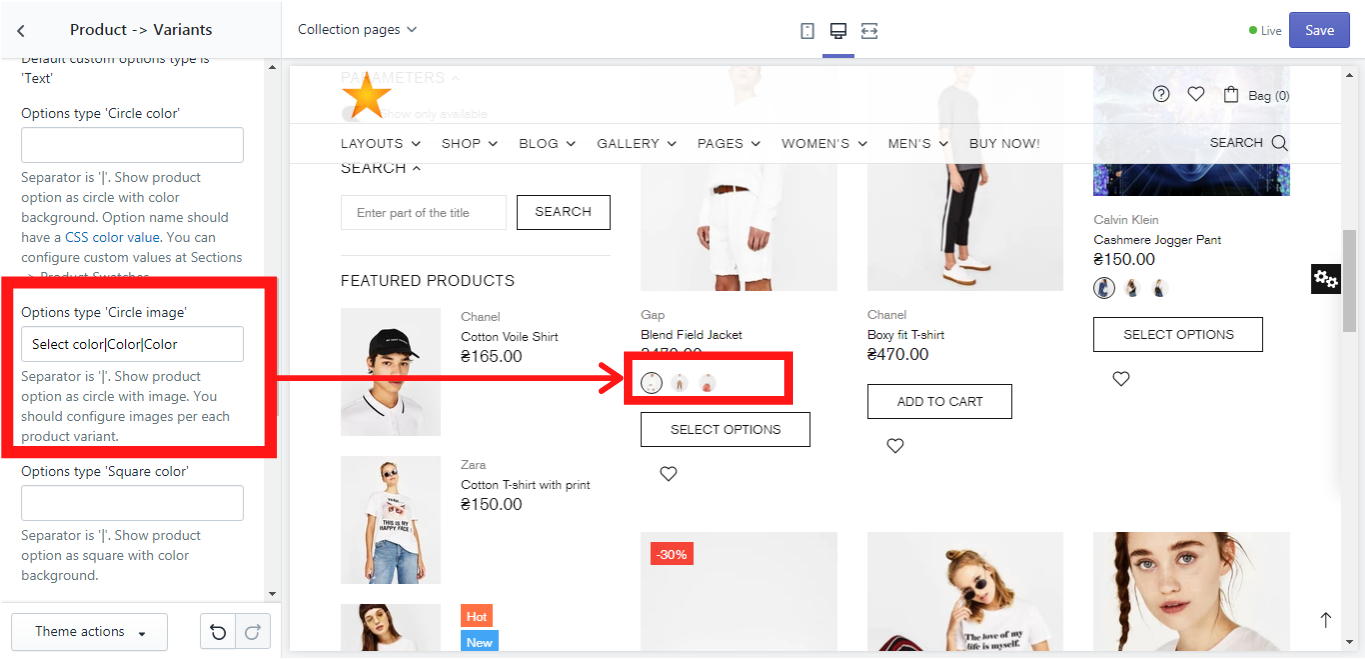 Product -> Variants
Default custom options type is
'Text'
Options type 'Circle color'
Separator is '|'. Show product
option as circle with color
background. Option name should
have a CSS color value. You can
configure custom values at Sections
-> Product Swatches
Options type 'Circle image'
Select color|Color|Color
Separator is '|'. Show product
option as circle with image. You
should configure images per each
product variant.
Options type 'Square color'
Separator is '|'. Show product
option as square with color
background.
Theme actions
Collection pages
Live
Save
PARAMETERS
Show only available
Bag (0)
LAYOUTS
SHOP
BLOG
GALLERY
PAGES
WOMEN'S
MEN'S
BUY NOW!
SEARCH
SEARCH
Enter part of the title
SEARCH
FEATURED PRODUCTS
Chanel
Cotton Voile Shirt
₴165.00
Zara
Cotton T-shirt with print
₴150.00
THIS IS MY
HAPPY FACE
Hot
New
Gap
Blend Field Jacket
₴470.00
SELECT OPTIONS
Chanel
Boxy fit T-shirt
₴470.00
ADD TO CART
Calvin Klein
Cashmere Jogger Pant
₴150.00
SELECT OPTIONS
-30%
The love of my
life is myself.